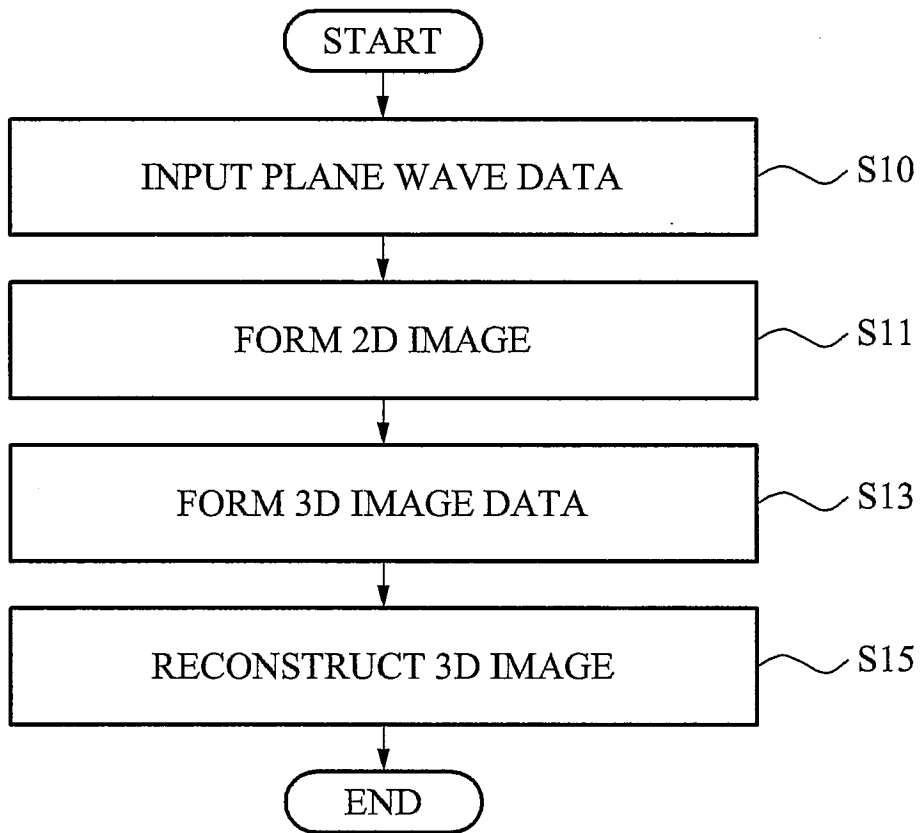 START
INPUT PLANE WAVE DATA
S10
FORM 2D IMAGE
S11
FORM 3D IMAGE DATA
S13
RECONSTRUCT 3D IMAGE
S15
END